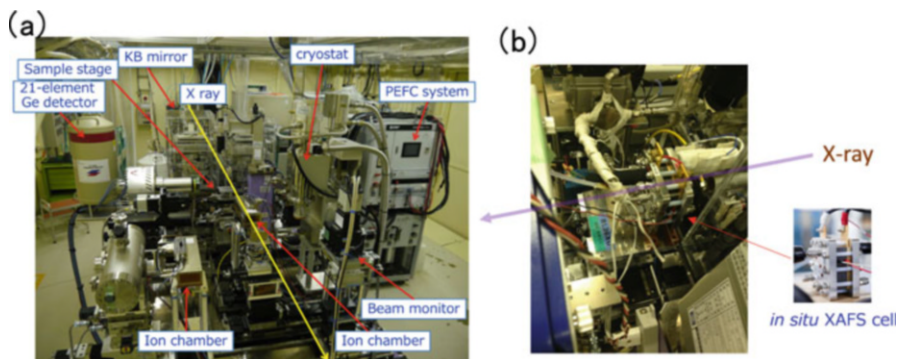 (a)
KB mirror
cryostat
Sample stage
21-element
Ge detector
X ray
PEFC system
Beam monitor
Ion chamber
Ion chamber
(b)
X-ray
in situ XAFS cell